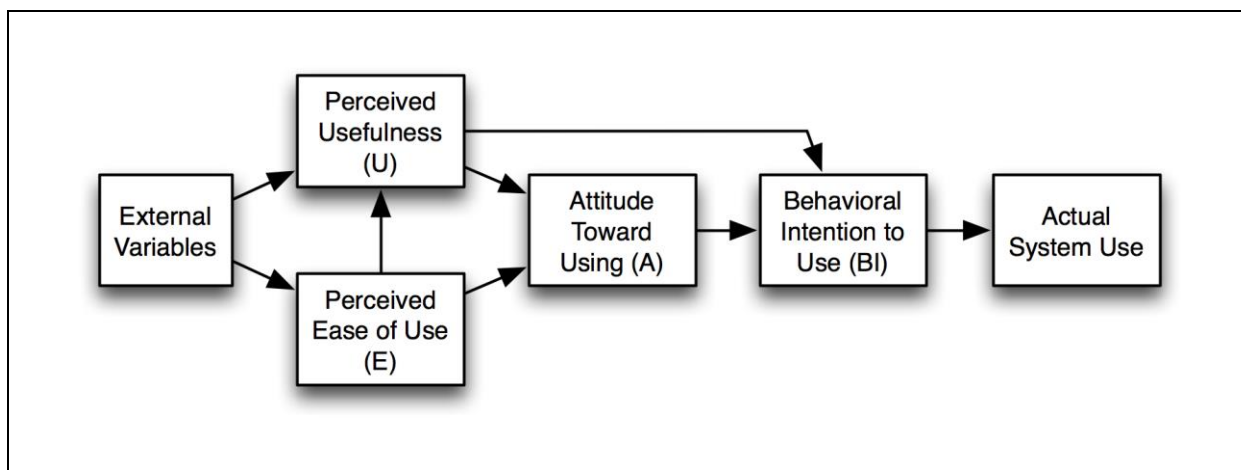 External
Variables
Perceived
Usefulness
(U)
Perceived
Ease of Use
(E)
Attitude
Toward
Using (A)
Behavioral
Intention to
Use (BI)
Actual
System Use